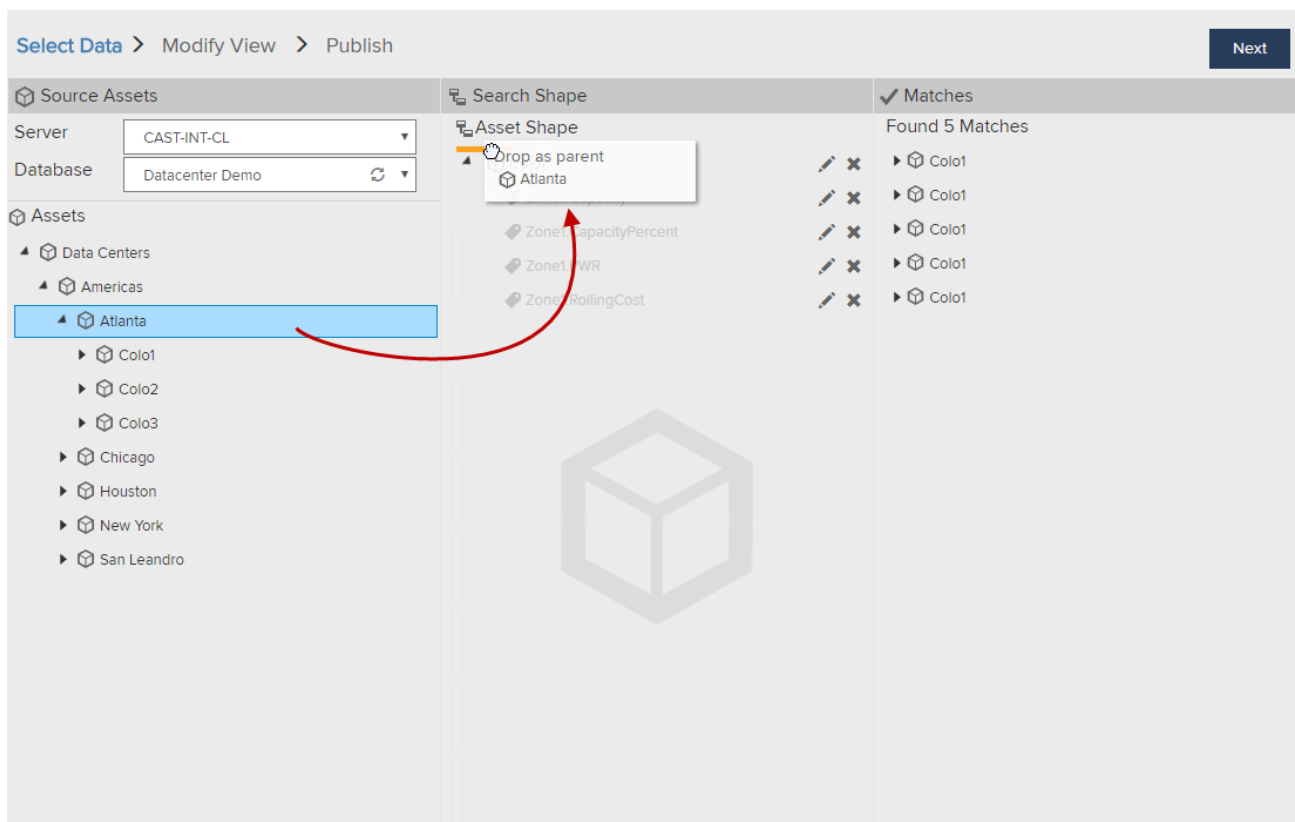 Select Data > Modify View > Publish
Next
Source Assets
Server
CAST-INT-CL
Database
Datacenter Demo
Assets
Data Centers
Americas
Atlanta
Colo1
Colo2
Colo3
Chicago
Houston
New York
San Leandro
Search Shape
Asset Shape
Drop as parent
Atlanta
Zone1.CapacityPercent
Zone1.PWR
Zone1.RollingCost
Matches
Found 5 Matches
Colo1
Colo1
Colo1
Colo1
Colo1